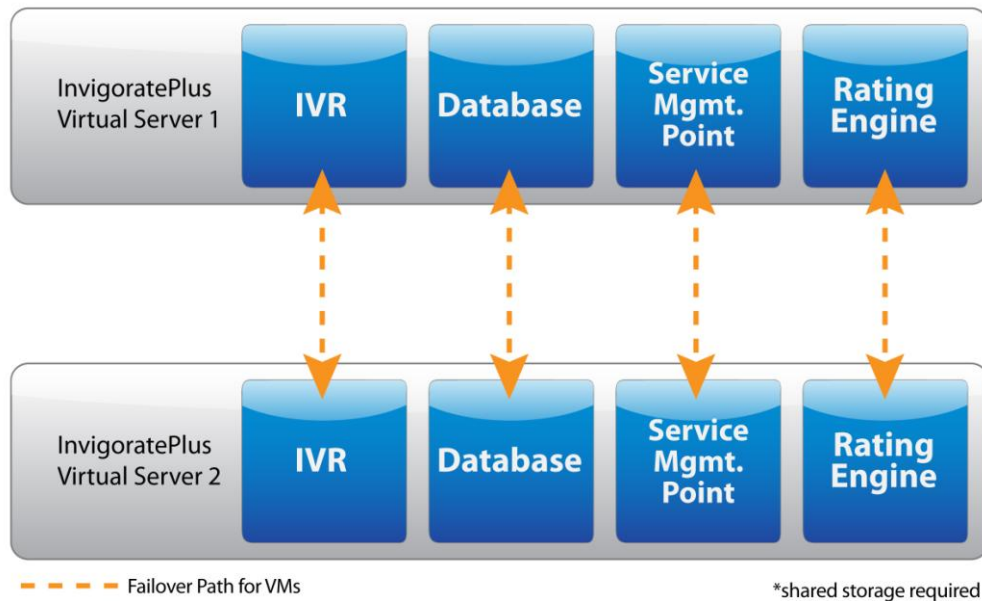 InvigoratePlus
Virtual Server 1
IVR
Database
Service
Mgmt.
Point
Rating
Engine
InvigoratePlus
Virtual Server 2
IVR
Database
Service
Mgmt.
Point
Rating
Engine
Failover Path for VMs
*shared storage required